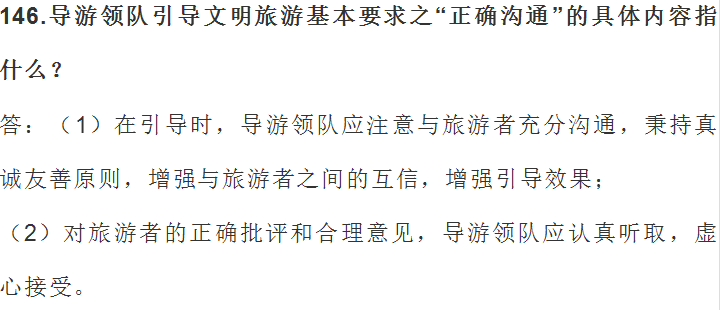 146.导游领队引导文明旅游基本要求之“正确沟通”的具体内容指
什么？
答：（1）在引导时，导游领队应注意与旅游者充分沟通，秉持真
诚友善原则，增强与旅游者之间的互信，增强引导效果；
（2）对旅游者的正确批评和合理意见，导游领队应认真听取，虚
心接受。